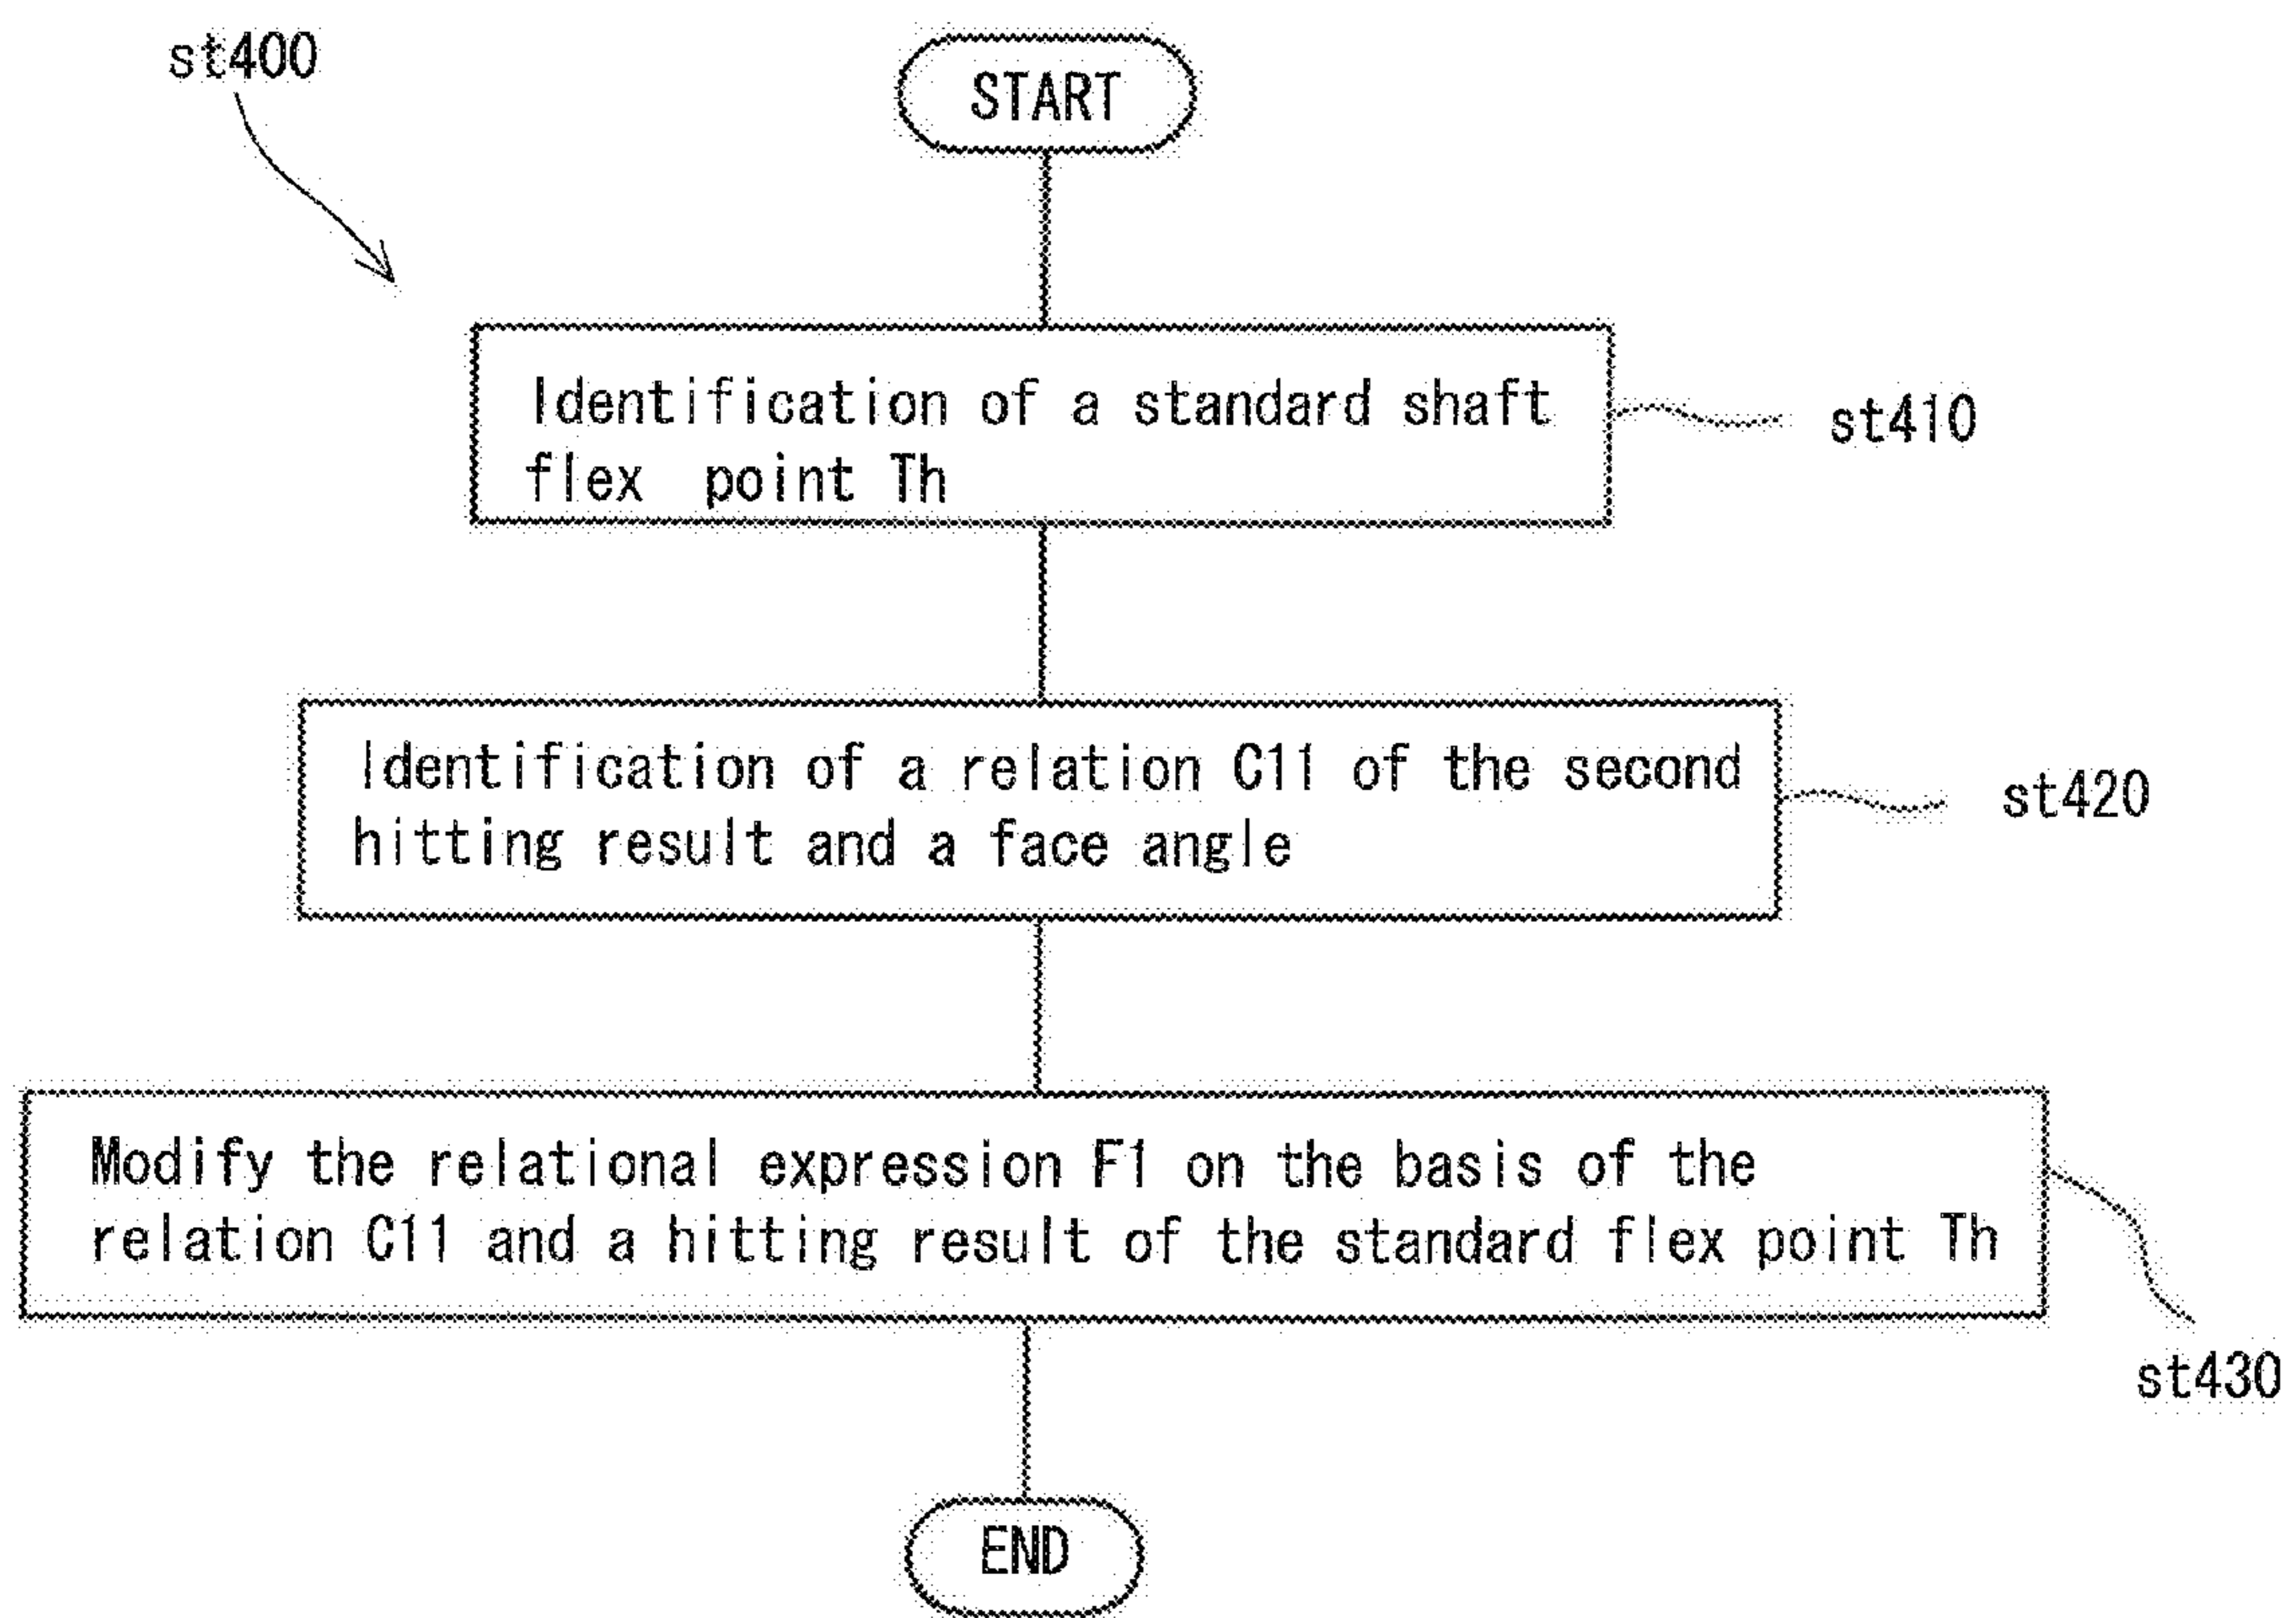 st400
START
Identification of a standard shaft
flex point Th
st410
Identification of a relation C11 of the second
hitting result and a face angle
st420
Modify the relational expression F1 on the basis of the
relation C11 and a hitting result of the standard flex point Th
st430
END